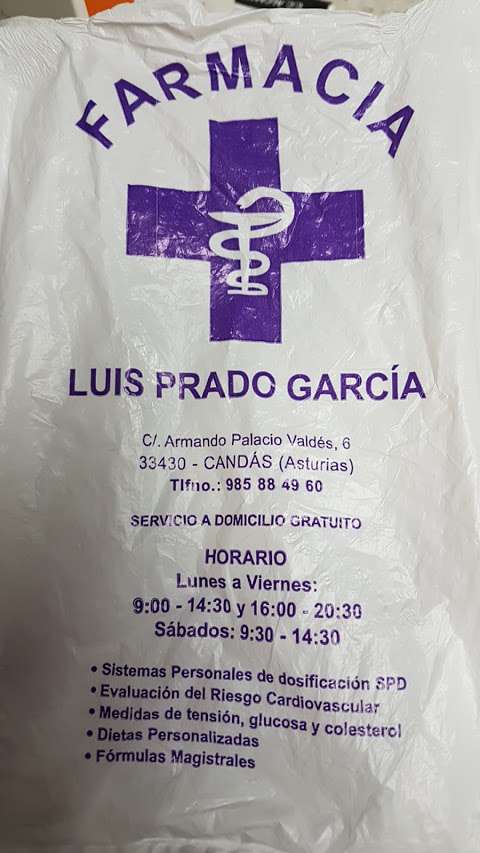 FARMACIA
LUIS PRADO GARCÍA
C/. Armando Palacio Valdés, 6
33430 - CANDÁS (Asturias)
Tlfno.: 985 88 49 60
SERVICIO A DOMICILIO GRATUITO
HORARIO
Lunes a Viernes:
9:00 - 14:30 y 16:00 - 20:30
Sábados: 9:30 - 14:30
• Sistemas Personales de dosificación SPD
• Evaluación del Riesgo Cardiovascular
• Medidas de tensión, glucosa y colesterol
• Dietas Personalizadas
• Fórmulas Magistrales